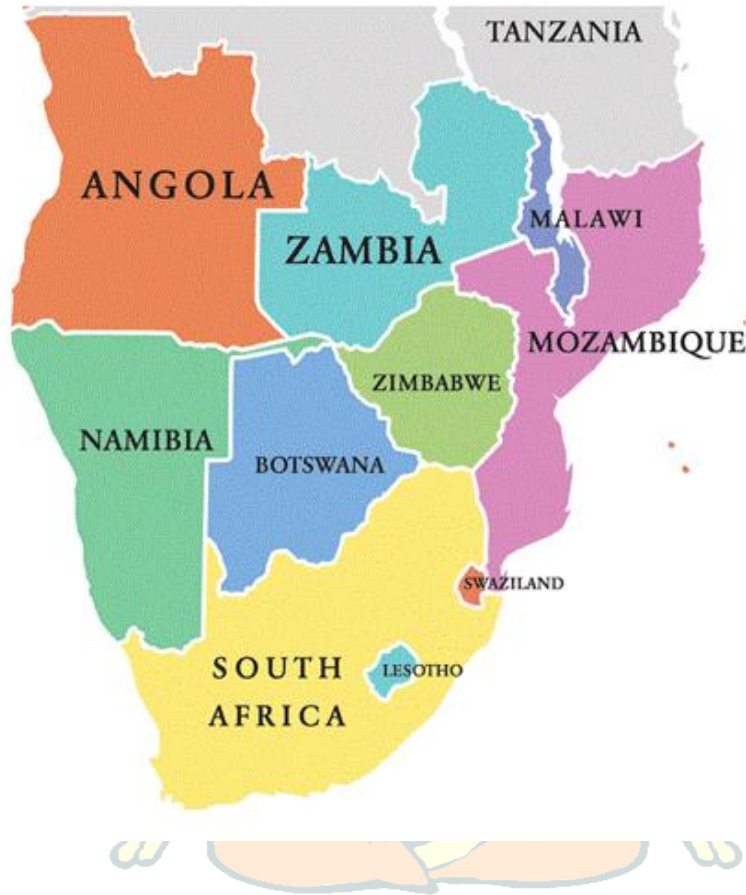 TANZANIA
ANGOLA
MALAWI
ZAMBIA
MOZAMBIQUE
ZIMBABWE
NAMIBIA
BOTSWANA
SWAZILAND
SOUTH
AFRICA
LESOTHO